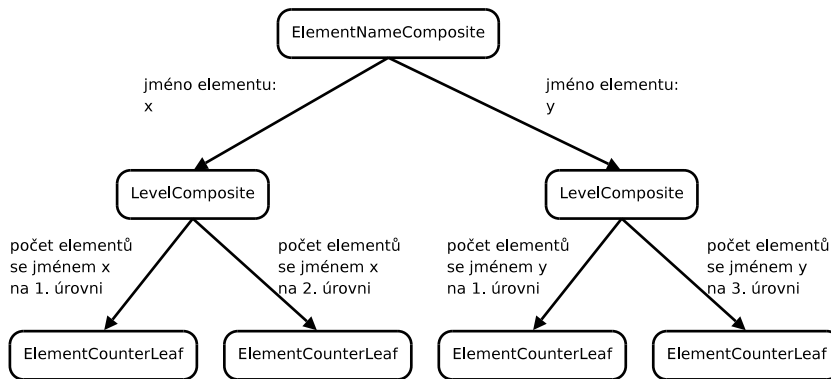 ElementNameComposite
jméno elementu:
x
jméno elementu:
y
LevelComposite
LevelComposite
počet elementů
se jménem x
na 1. úrovni
počet elementů
se jménem x
na 2. úrovni
počet elementů
se jménem y
na 1. úrovni
počet elementů
se jménem y
na 3. úrovni
ElementCounterLeaf
ElementCounterLeaf
ElementCounterLeaf
ElementCounterLeaf